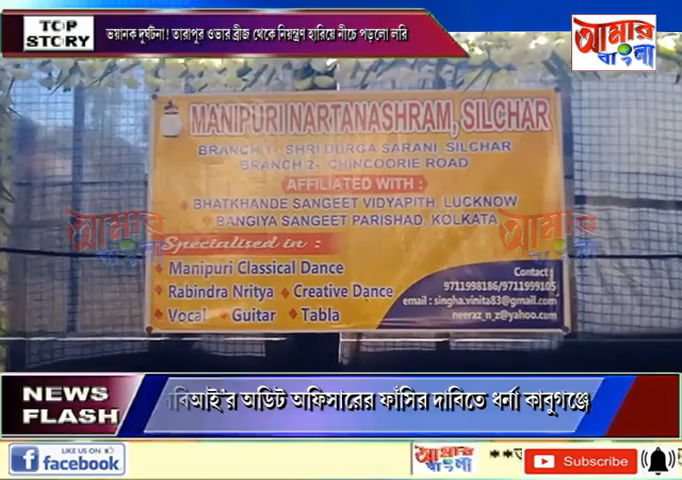 TOP STORY
ভয়ানক দুর্ঘটনা! তারাপুর ওভার ব্রীজ থেকে নিয়ন্ত্রণ হারিয়ে নীচে পড়লো লরি
আমার বাংলা
MANIPURI NARTANASHRAM, SILCHAR
BRANCH 1:- SHRI DURGA SARANI SILCHAR
BRANCH 2:- CHINCOORIE ROAD
AFFILIATED WITH :
BHATKHANDE SANGEET VIDYAPITH, LUCKNOW
BANGIYA SANGEET PARISHAD, KOLKATA
আমার বাংলা
আমার বাংলা
Specialised in :
Manipuri Classical Dance
Rabindra Nritya Creative Dance
Vocal Guitar Tabla
Contact :
9711998186/9711999105
email : singha.vinita83@gmail.com
neeraz_n_z@yahoo.com
NEWS FLASH
বিআই'র অডিট অফিসারের ফাঁসির দাবিতে ধর্না কাবুগঞ্জে
LIKE US ON
facebook
আমার বাংলা
Subscribe